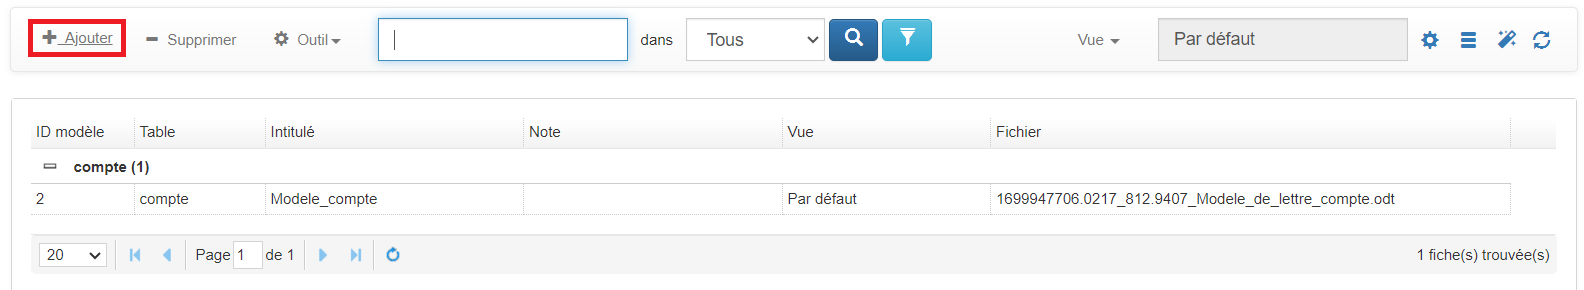 Ajouter Supprimer Outil dans Tous Vue Par défaut
ID modèle Table Intitulé Note Vue Fichier
compte (1)
2 compte Modele_compte Par défaut 1699947706.0217_812.9407_Modele_de_lettre_compte.odt
20 Page 1 de 1 1 fiche(s) trouvée(s)